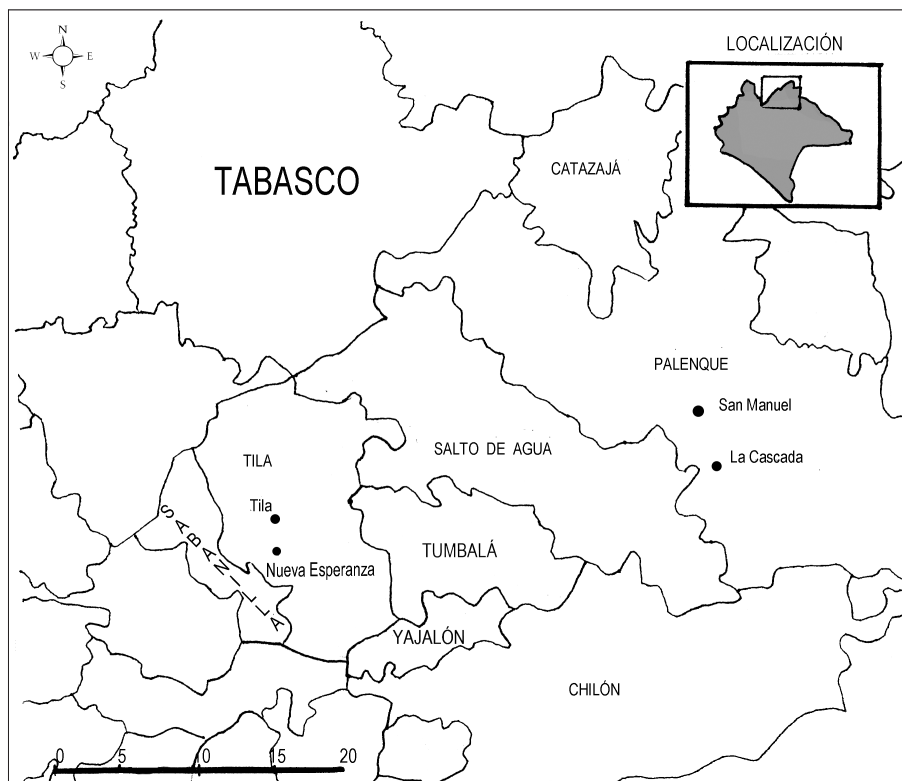 N
W E
S
LOCALIZACIÓN
CATAZAJÁ
TABASCO
PALENQUE
San Manuel
SALTO DE AGUA
La Cascada
TILA
Tila
SABANILLA
TUMBALÁ
Nueva Esperanza
YAJALÓN
CHILÓN
0 5 10 15 20